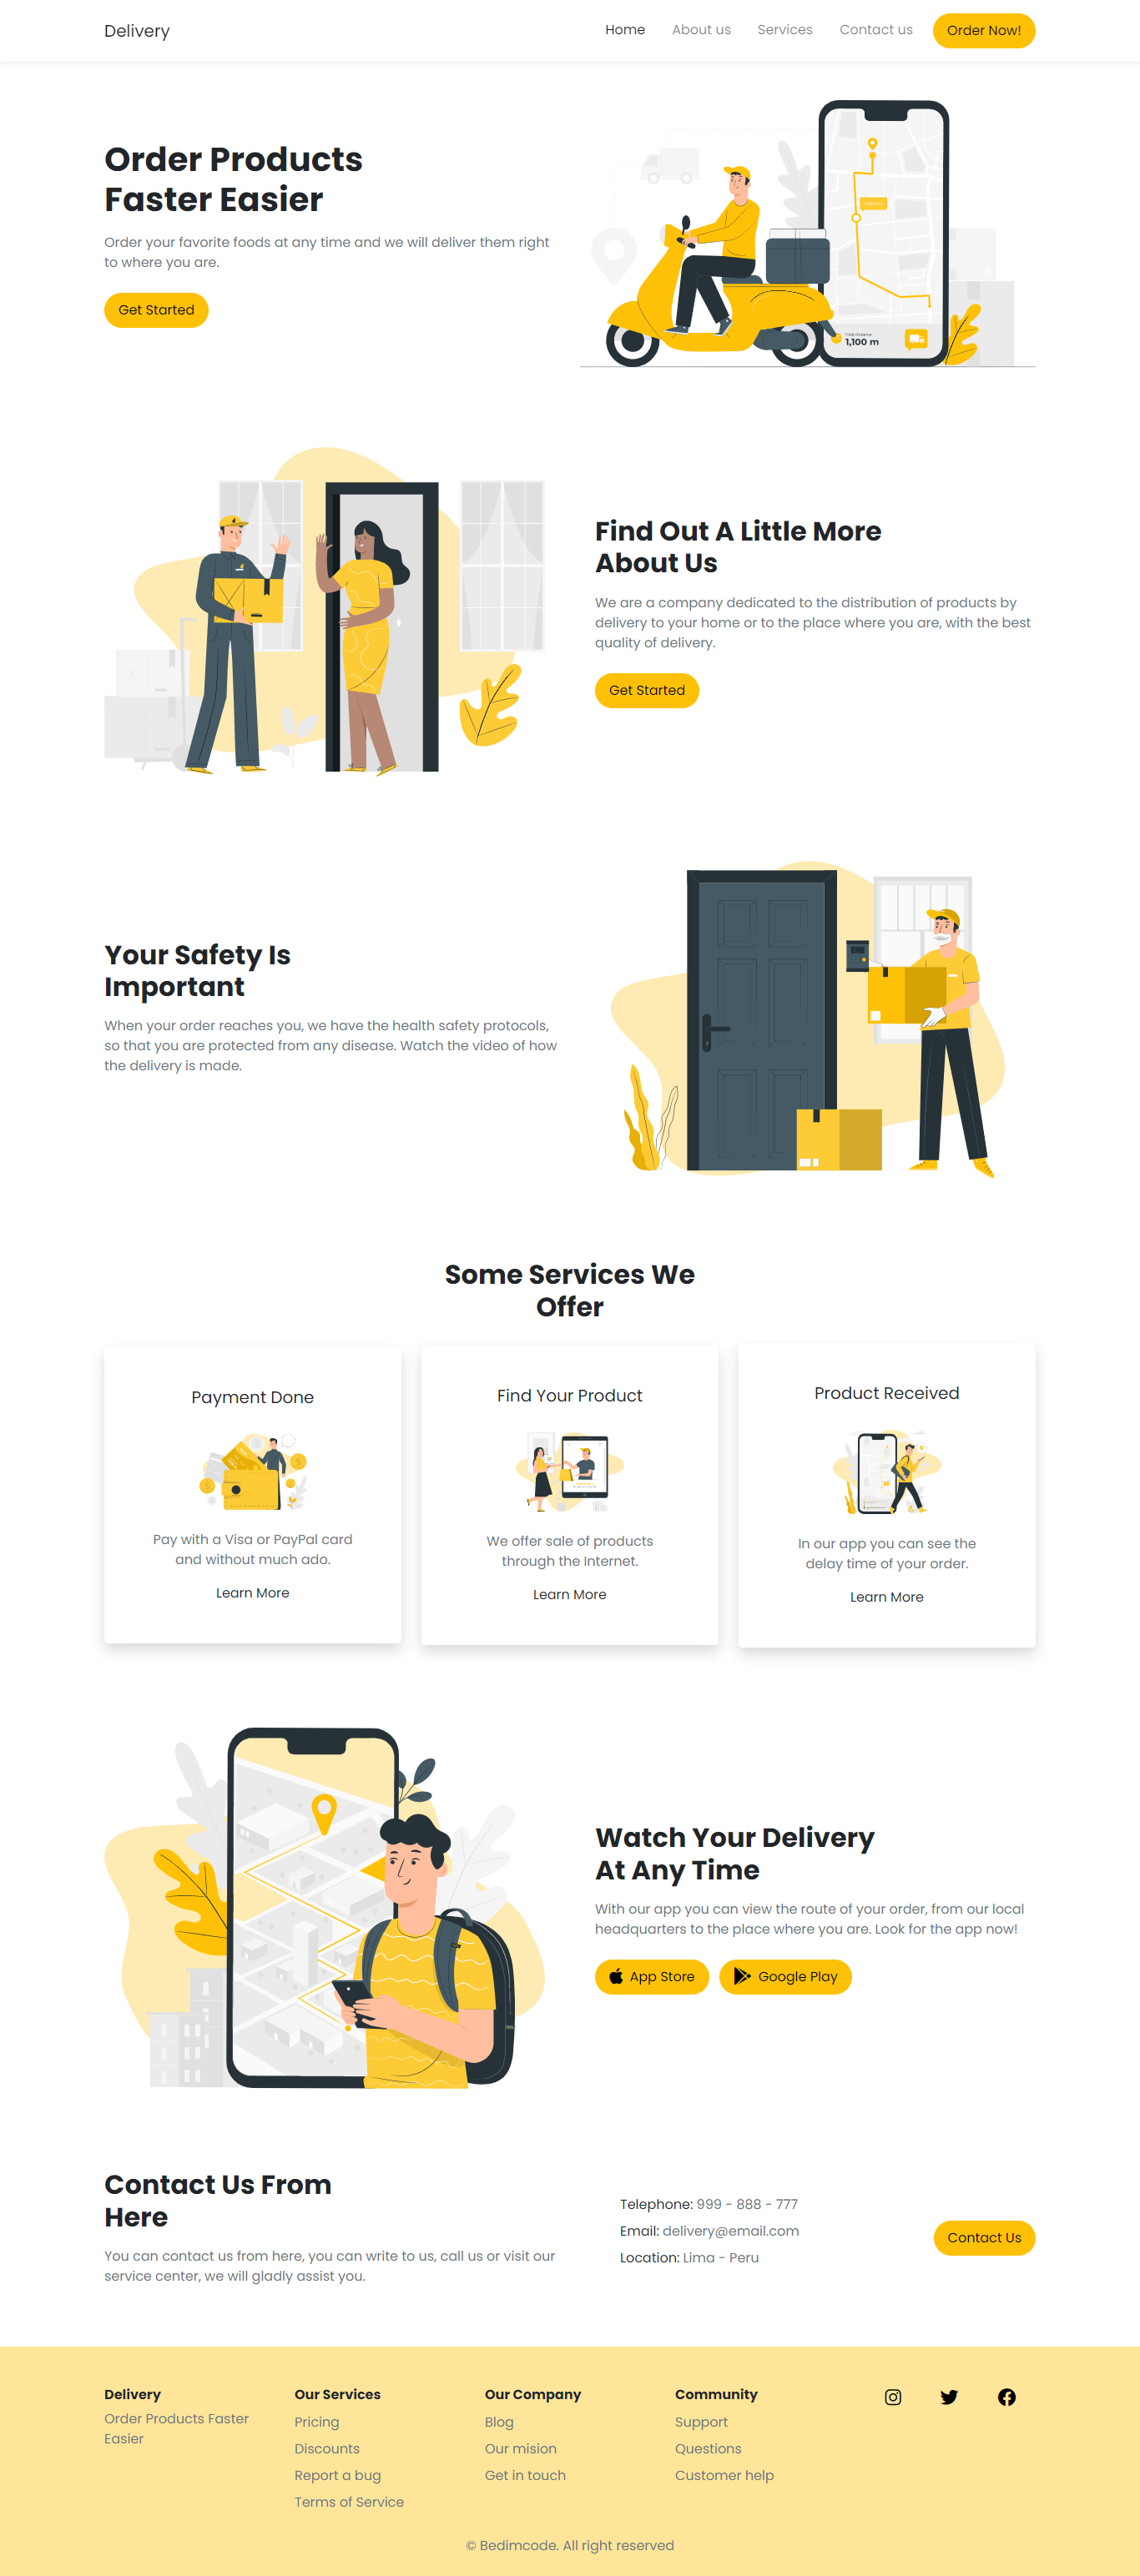 Delivery
Home
About us
Services
Contact us
Order Now!
Order Products
Faster Easier
Order your favorite foods at any time and we will deliver them right
to where you are.
Get Started
1,100 m
Find Out A Little More
About Us
We are a company dedicated to the distribution of products by
delivery to your home or to the place where you are, with the best
quality of delivery.
Get Started
Your Safety Is
Important
When your order reaches you, we have the health safety protocols,
so that you are protected from any disease. Watch the video of how
the delivery is made.
Some Services We
Offer
Payment Done
Pay with a Visa or PayPal card
and without much ado.
Learn More
Find Your Product
We offer sale of products
through the Internet.
Learn More
Product Received
In our app you can see the
delay time of your order.
Learn More
Watch Your Delivery
At Any Time
With our app you can view the route of your order, from our local
headquarters to the place where you are. Look for the app now!
App Store
Google Play
Contact Us From
Here
You can contact us from here, you can write to us, call us or visit our
service center, we will gladly assist you.
Telephone: 999 - 888 - 777
Email: delivery@email.com
Location: Lima - Peru
Contact Us
Delivery
Order Products Faster
Easier
Our Services
Pricing
Discounts
Report a bug
Terms of Service
Our Company
Blog
Our mision
Get in touch
Community
Support
Questions
Customer help
© Bedimcode. All right reserved